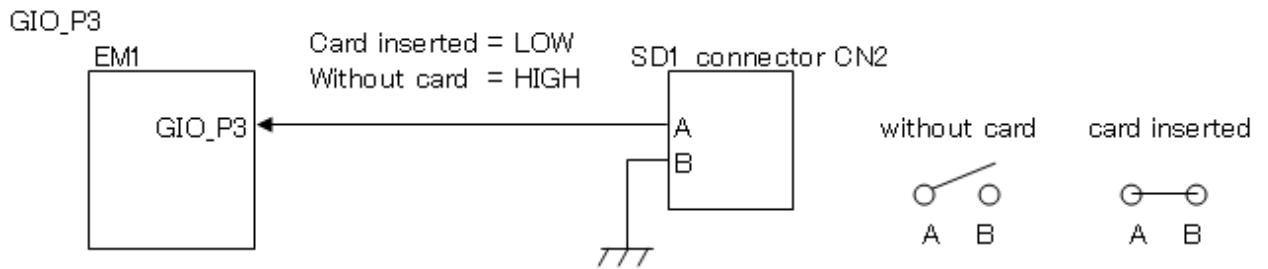 GIO_P3
EM1
Card inserted = LOW
Without card = HIGH
SD1 connector CN2
GIO_P3
A
B
without card
card inserted
A B
A B